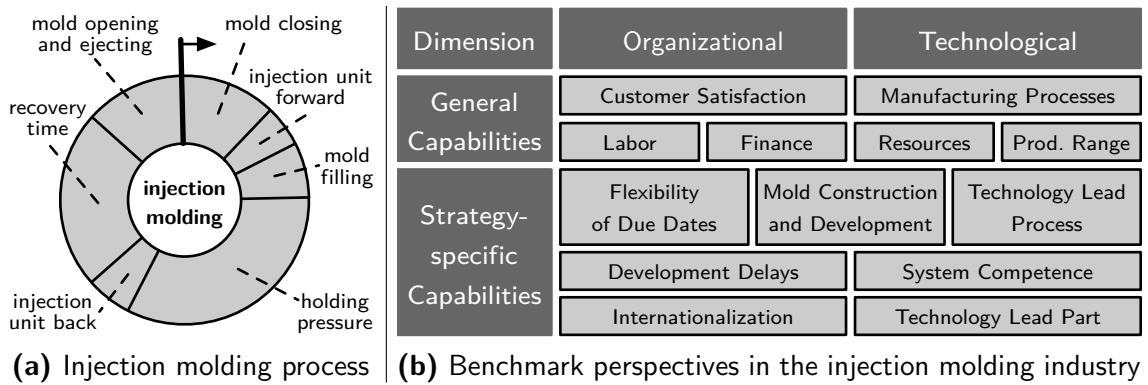 mold opening
and ejecting
mold closing
injection unit
forward
recovery
time
mold
filling
injection
molding
injection
unit back
holding
pressure
(a) Injection molding process
Dimension
Organizational
Technological
General
Capabilities
Customer Satisfaction
Manufacturing Processes
Labor
Finance
Resources
Prod. Range
Strategy-
specific
Capabilities
Flexibility
of Due Dates
Mold Construction
and Development
Technology Lead
Process
Development Delays
System Competence
Internationalization
Technology Lead Part
(b) Benchmark perspectives in the injection molding industry